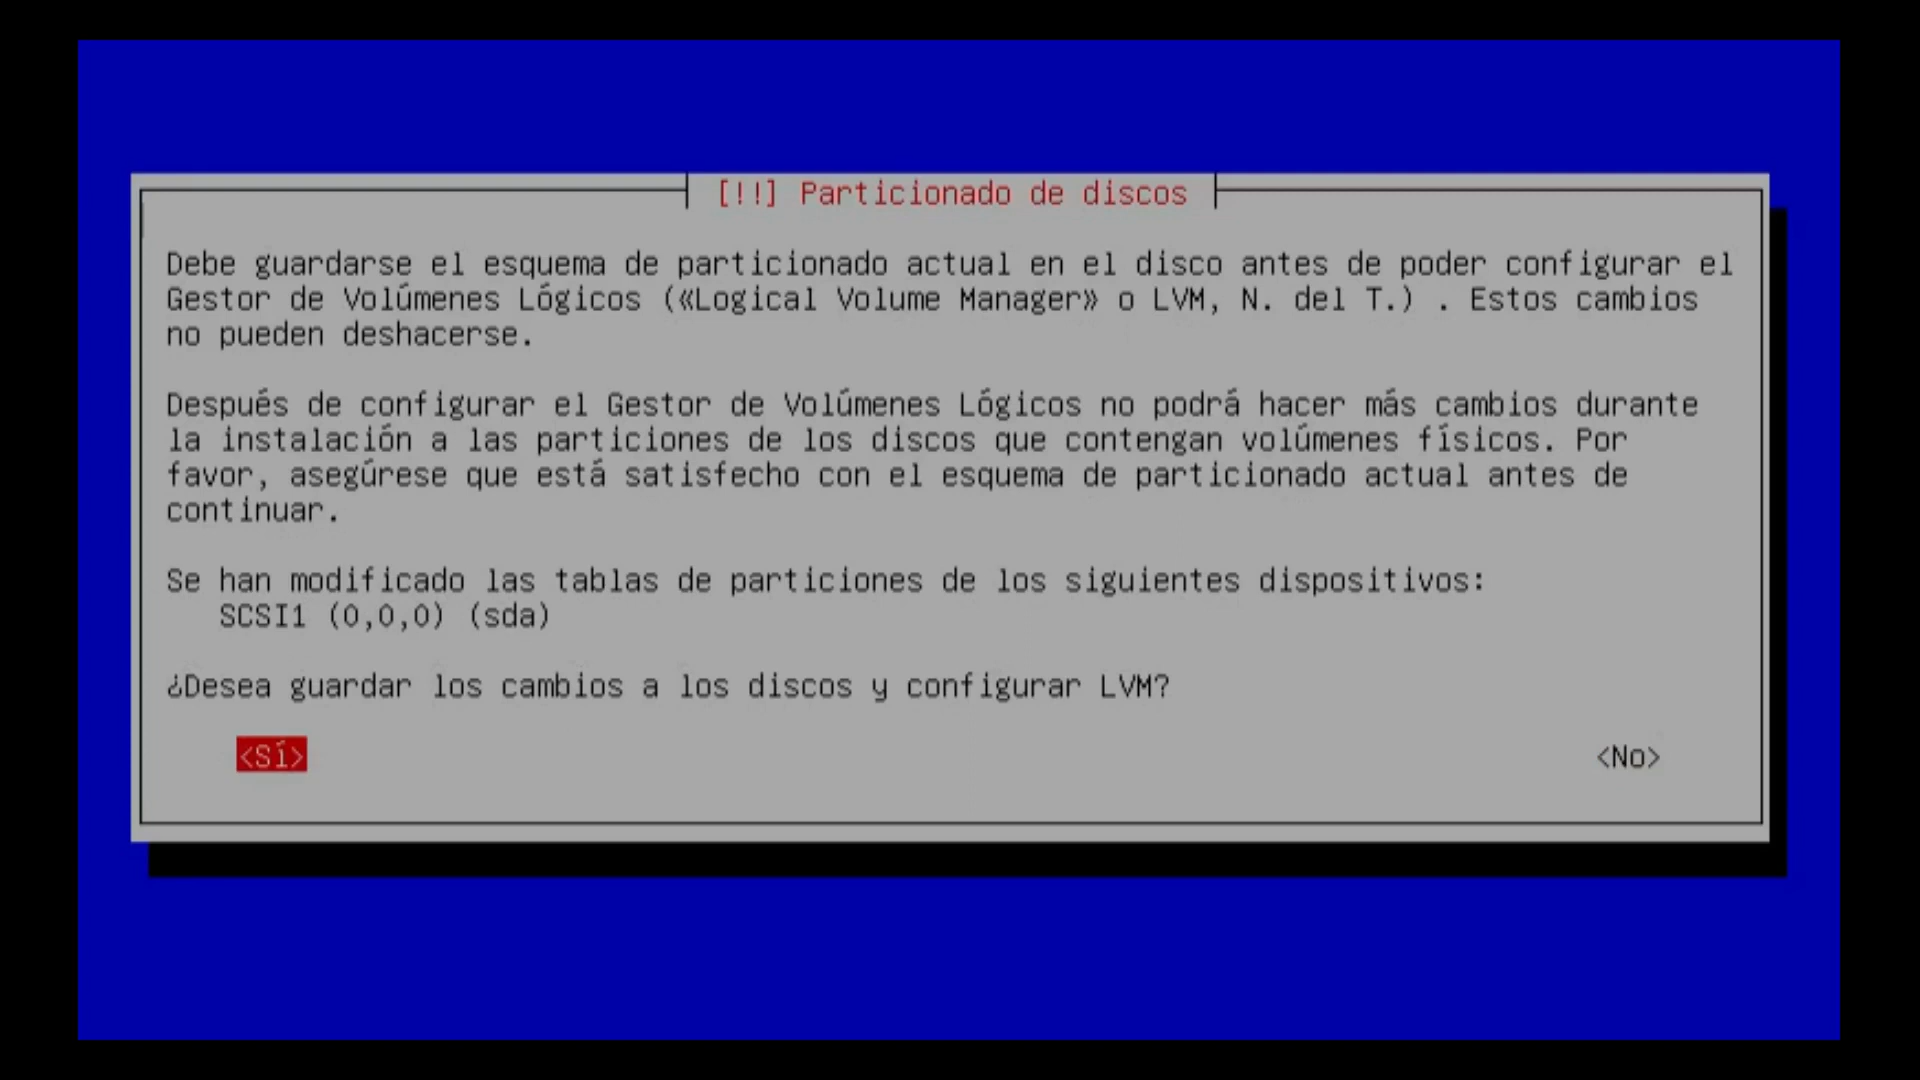 [!!] Particionado de discos
Debe guardarse el esquema de particionado actual en el disco antes de poder configurar el
Gestor de Volúmenes Lógicos («Logical Volume Manager» o LVM, N. del T.) . Estos cambios
no pueden deshacerse.
Después de configurar el Gestor de Volúmenes Lógicos no podrá hacer más cambios durante
la instalación a las particiones de los discos que contengan volúmenes físicos. Por
favor, asegúrese que está satisfecho con el esquema de particionado actual antes de
continuar.
Se han modificado las tablas de particiones de los siguientes dispositivos:
SCSI1 (0,0,0) (sda)
¿Desea guardar los cambios a los discos y configurar LVM?
<Sí> <No>